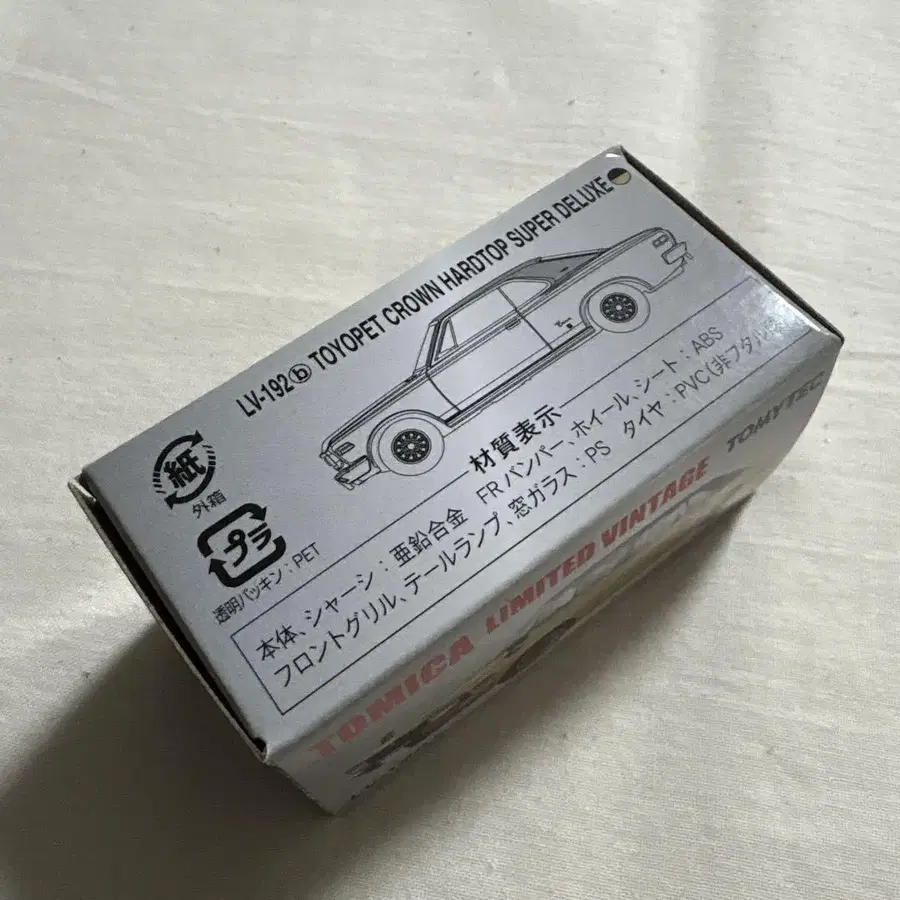 LV-192ⓑ TOYOPET CROWN HARDTOP SUPER DELUXE
紙
外箱
プラ
透明パッキン：PET
材質表示
本体、シャーシ：亜鉛合金 FRバンパー、ホイール、シート：ABS
フロントグリル、テールランプ、窓ガラス：PS タイヤ：PVC(非フタル酸
TOMICA LIMITED VINTAGE
TOMYTEC